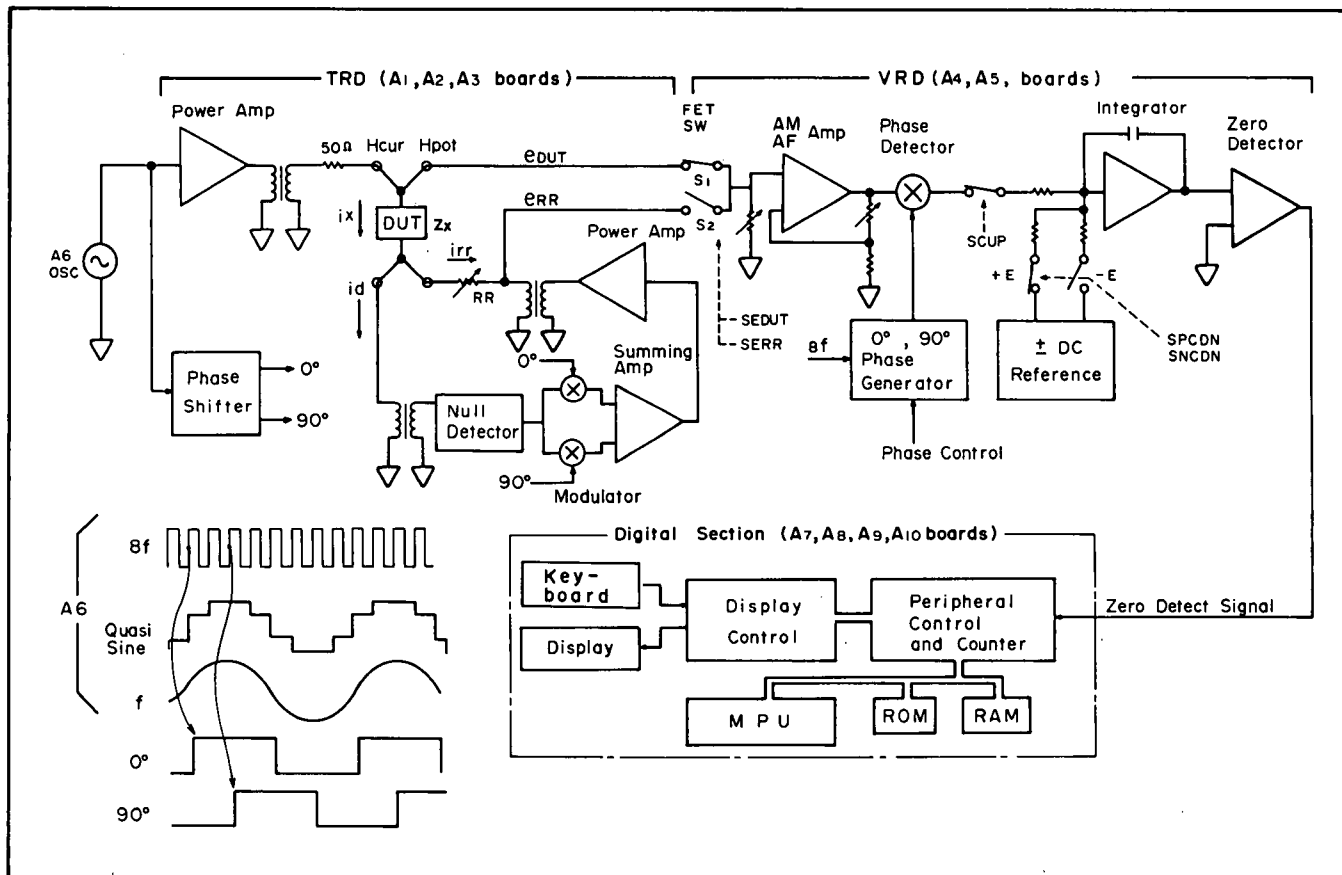 TRD (A1, A2, A3 boards)
VRD (A4, A5, boards)
Power Amp
50Ω
Hcur
Hpot
eDUT
FET
SW
S1
S2
AM
AF Amp
Phase
Detector
Integrator
Zero
Detector
A6
OSC
ix
DUT
Zx
eRR
irr
RR
Power Amp
id
SCUP
+E
-E
SEDUT
SERR
8f
0°, 90°
Phase
Generator
± DC
Reference
SPCDN
SNCDN
Phase
Shifter
0°
90°
Null
Detector
0°
90°
Modulator
Summing
Amp
Phase Control
A6
8f
Quasi
Sine
f
0°
90°
Digital Section (A7, A8, A9, A10 boards)
Key-
board
Display
Display
Control
Peripheral
Control
and Counter
Zero Detect Signal
MPU
ROM
RAM